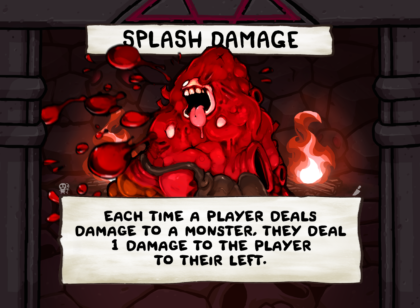 SPLASH DAMAGE
EACH TIME A PLAYER DEALS
DAMAGE TO A MONSTER, THEY DEAL
1 DAMAGE TO THE PLAYER
TO THEIR LEFT.